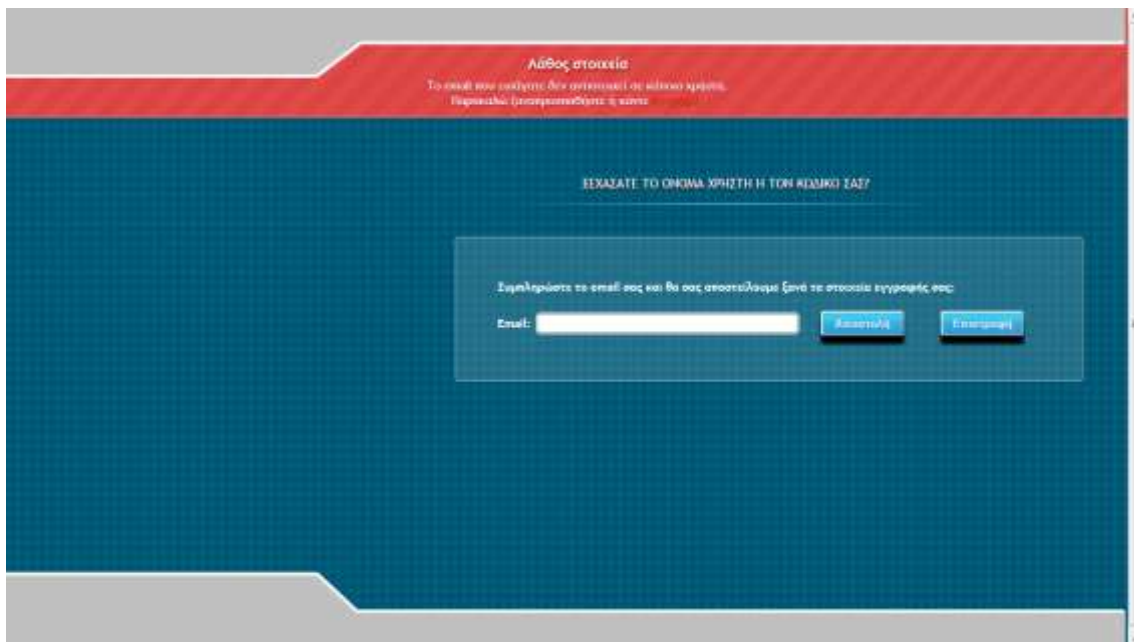 Λάθος στοιχεία
Το email που εισάγατε δεν αντιστοιχεί σε κάποιο χρήστη.
Παρακαλώ ξαναπροσπαθήστε ή κάντε
ΞΕΧΑΣΑΤΕ ΤΟ ΟΝΟΜΑ ΧΡΗΣΤΗ Η ΤΟΝ ΚΩΔΙΚΟ ΣΑΣ?
Συμπληρώστε το email σας και θα σας αποστείλουμε ξανά τα στοιχεία εγγραφής σας:
Email: Αποστολή Επιστροφή